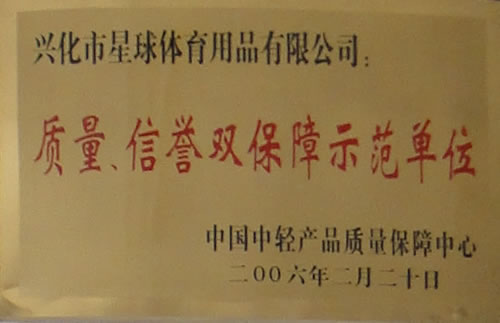 兴化市星球体育用品有限公司：
质量、信誉双保障示范单位
中国中轻产品质量保障中心
二00六年二月二十日